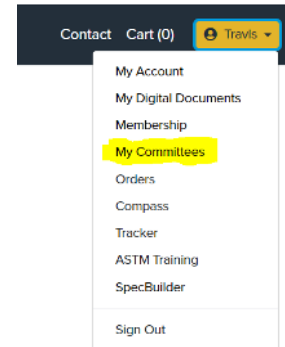 Contact Cart (0) Travis
My Account
My Digital Documents
Membership
My Committees
Orders
Compass
Tracker
ASTM Training
SpecBuilder
Sign Out